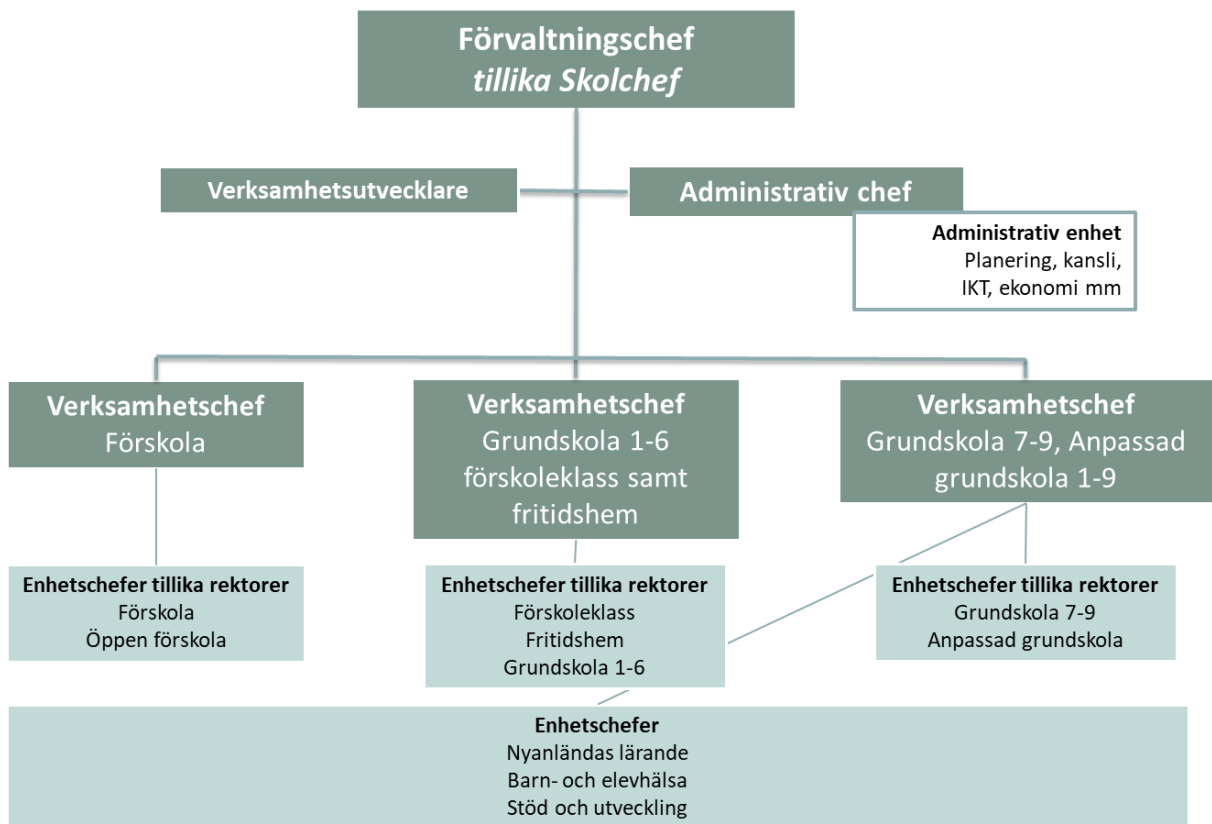 Förvaltningschef
tillika Skolchef
Verksamhetsutvecklare
Administrativ chef
Administrativ enhet
Planering, kansli,
IKT, ekonomi mm
Verksamhetschef
Förskola
Verksamhetschef
Grundskola 1-6
förskoleklass samt
fritidshem
Verksamhetschef
Grundskola 7-9, Anpassad
grundskola 1-9
Enhetschefer tillika rektorer
Förskola
Öppen förskola
Enhetschefer tillika rektorer
Förskoleklass
Fritidshem
Grundskola 1-6
Enhetschefer tillika rektorer
Grundskola 7-9
Anpassad grundskola
Enhetschefer
Nyanländas lärande
Barn- och elevhälsa
Stöd och utveckling